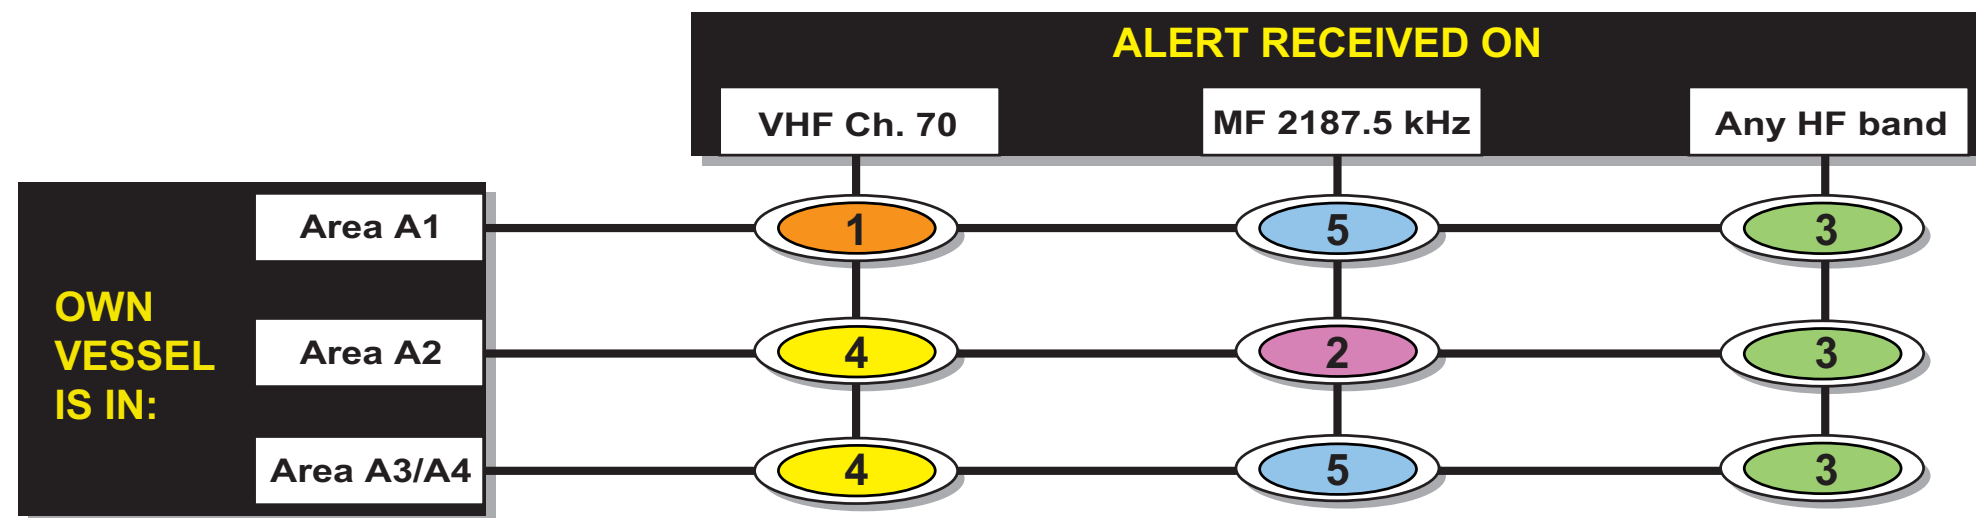 ALERT RECEIVED ON
VHF Ch. 70
MF 2187.5 kHz
Any HF band
OWN
VESSEL
IS IN:
Area A1
1
5
3
Area A2
4
2
3
Area A3/A4
4
5
3